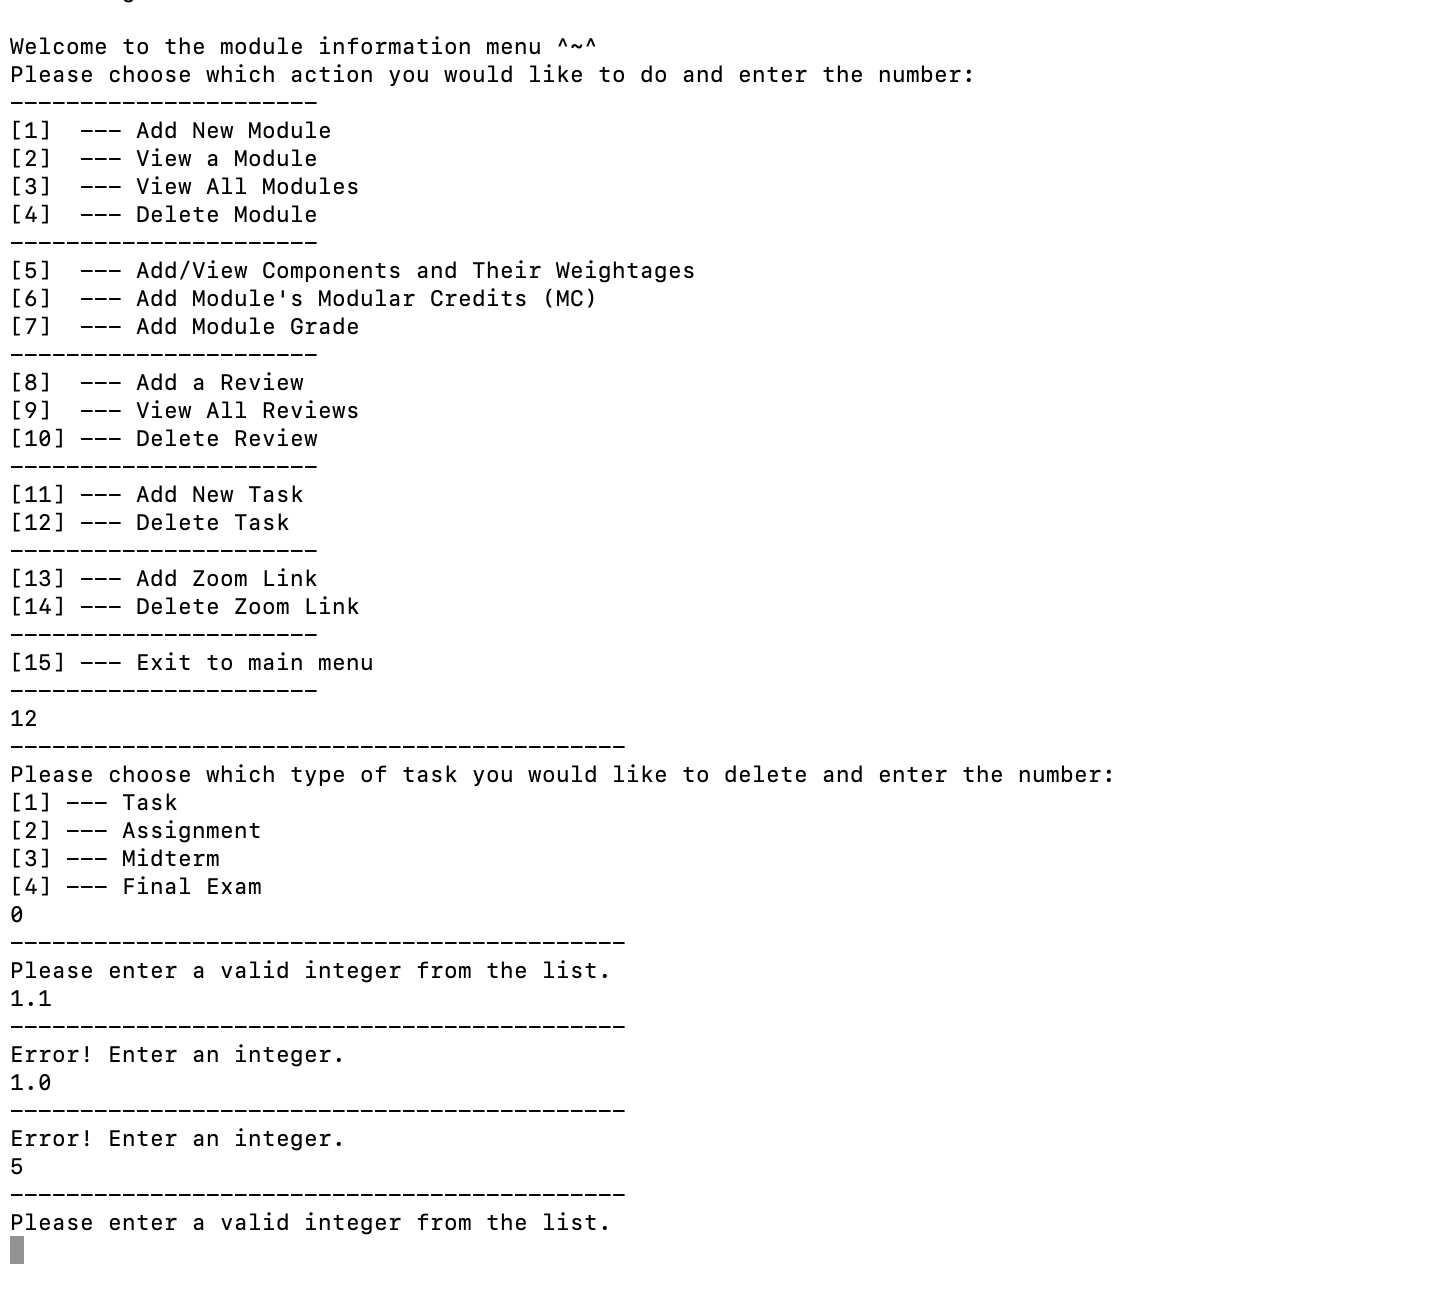 Welcome to the module information menu ^~^
Please choose which action you would like to do and enter the number:
----------------------
[1]  --- Add New Module
[2]  --- View a Module
[3]  --- View All Modules
[4]  --- Delete Module
----------------------
[5]  --- Add/View Components and Their Weightages
[6]  --- Add Module's Modular Credits (MC)
[7]  --- Add Module Grade
----------------------
[8]  --- Add a Review
[9]  --- View All Reviews
[10] --- Delete Review
----------------------
[11] --- Add New Task
[12] --- Delete Task
----------------------
[13] --- Add Zoom Link
[14] --- Delete Zoom Link
----------------------
[15] --- Exit to main menu
----------------------
12
--------------------------------------------
Please choose which type of task you would like to delete and enter the number:
[1] --- Task
[2] --- Assignment
[3] --- Midterm
[4] --- Final Exam
0
--------------------------------------------
Please enter a valid integer from the list.
1.1
--------------------------------------------
Error! Enter an integer.
1.0
--------------------------------------------
Error! Enter an integer.
5
--------------------------------------------
Please enter a valid integer from the list.